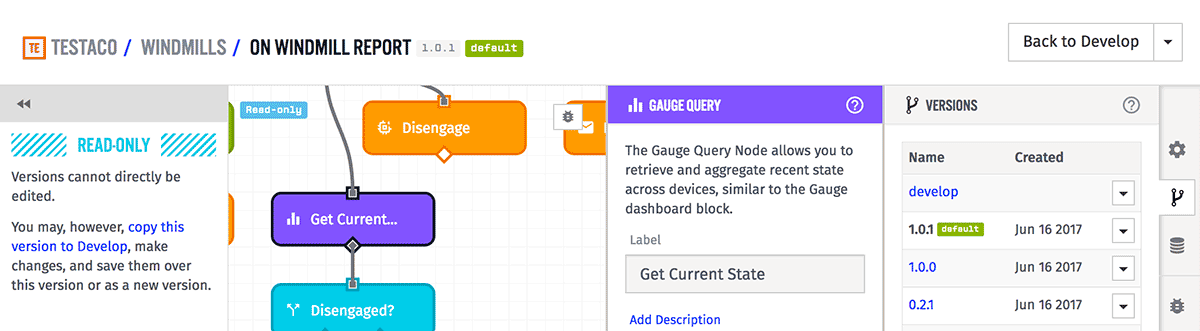 TE TESTACO / WINDMILLS / ON WINDMILL REPORT 1.0.1 default
Back to Develop
READ-ONLY
Versions cannot directly be
edited.
You may, however, copy this
version to Develop, make
changes, and save them over
this version or as a new version.
Read-only
Disengage
Get Current...
Disengaged?
GAUGE QUERY
The Gauge Query Node allows you to
retrieve and aggregate recent state
across devices, similar to the Gauge
dashboard block.
Label
Get Current State
Add Description
VERSIONS
Name Created
develop
1.0.1 default Jun 16 2017
1.0.0 Jun 16 2017
0.2.1 Jun 16 2017